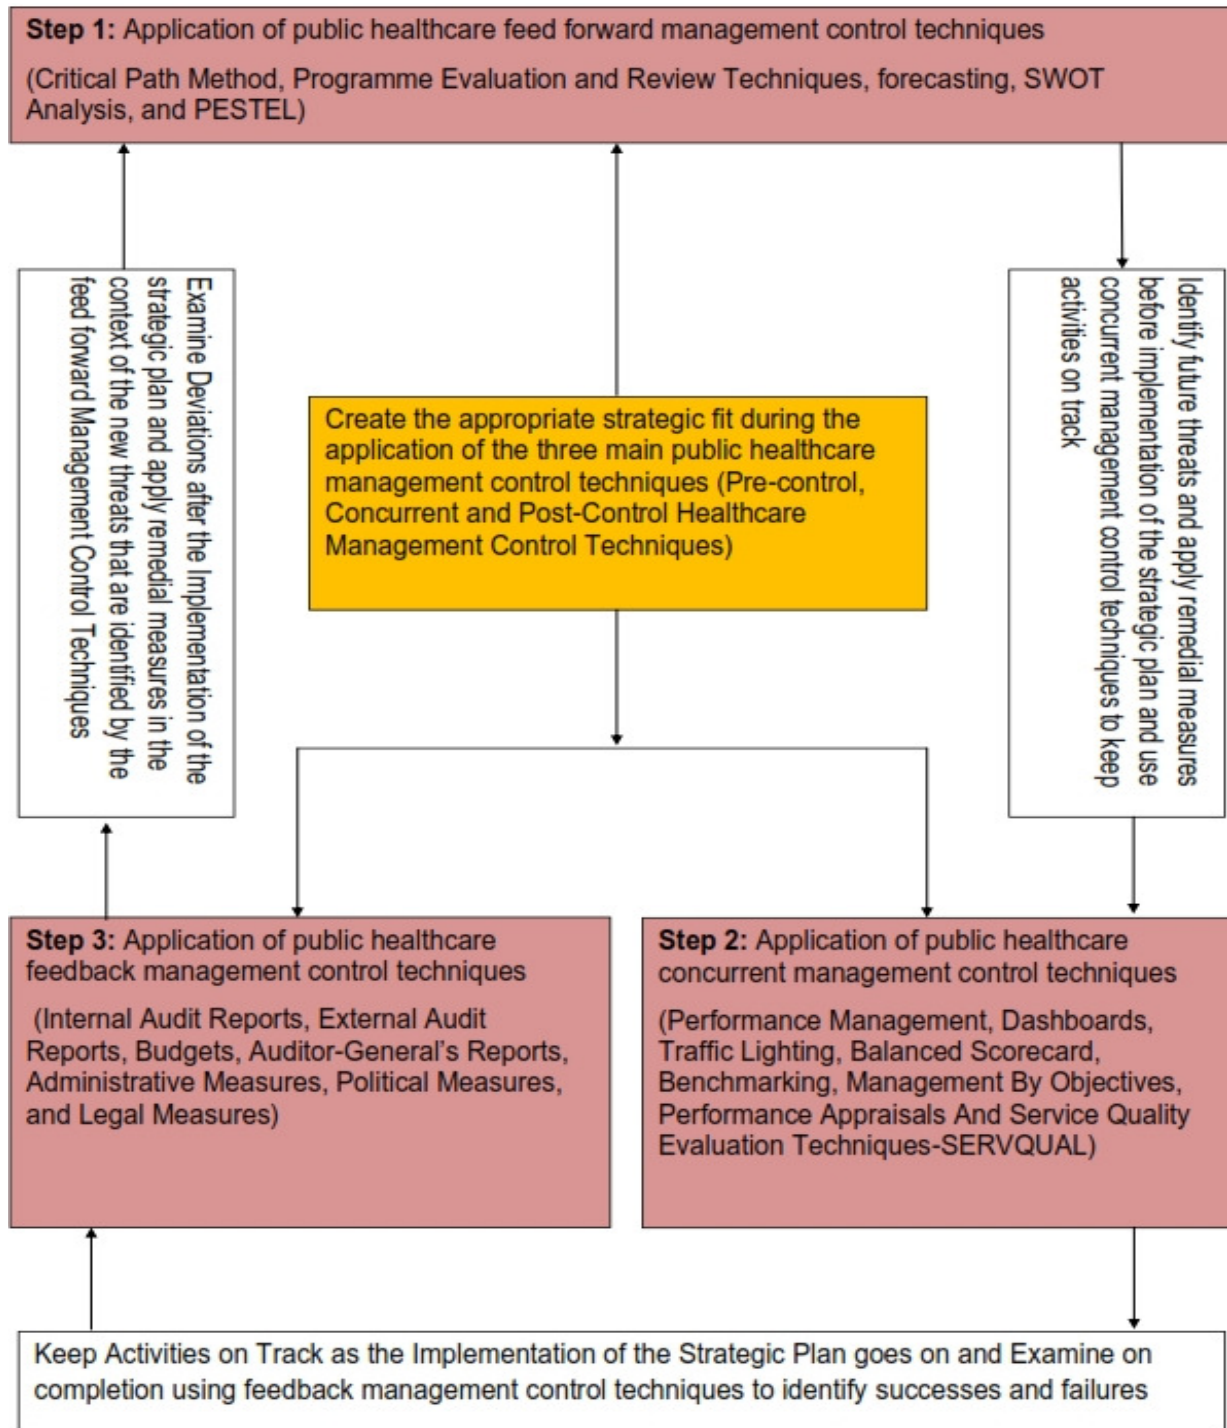 Step 1: Application of public healthcare feed forward management control techniques
(Critical Path Method, Programme Evaluation and Review Techniques, forecasting, SWOT
Analysis, and PESTEL)
Examine Deviations after the Implementation of the
strategic plan and apply remedial measures in the
context of the new threats that are identified by the
feed forward Management Control Techniques
Create the appropriate strategic fit during the
application of the three main public healthcare
management control techniques (Pre-control,
Concurrent and Post-Control Healthcare
Management Control Techniques)
Identify future threats and apply remedial measures
before implementation of the strategic plan and use
concurrent management control techniques to keep
activities on track
Step 3: Application of public healthcare
feedback management control techniques
(Internal Audit Reports, External Audit
Reports, Budgets, Auditor-General's Reports,
Administrative Measures, Political Measures,
and Legal Measures)
Step 2: Application of public healthcare
concurrent management control techniques
(Performance Management, Dashboards,
Traffic Lighting, Balanced Scorecard,
Benchmarking, Management By Objectives,
Performance Appraisals And Service Quality
Evaluation Techniques-SERVQUAL)
Keep Activities on Track as the Implementation of the Strategic Plan goes on and Examine on
completion using feedback management control techniques to identify successes and failures